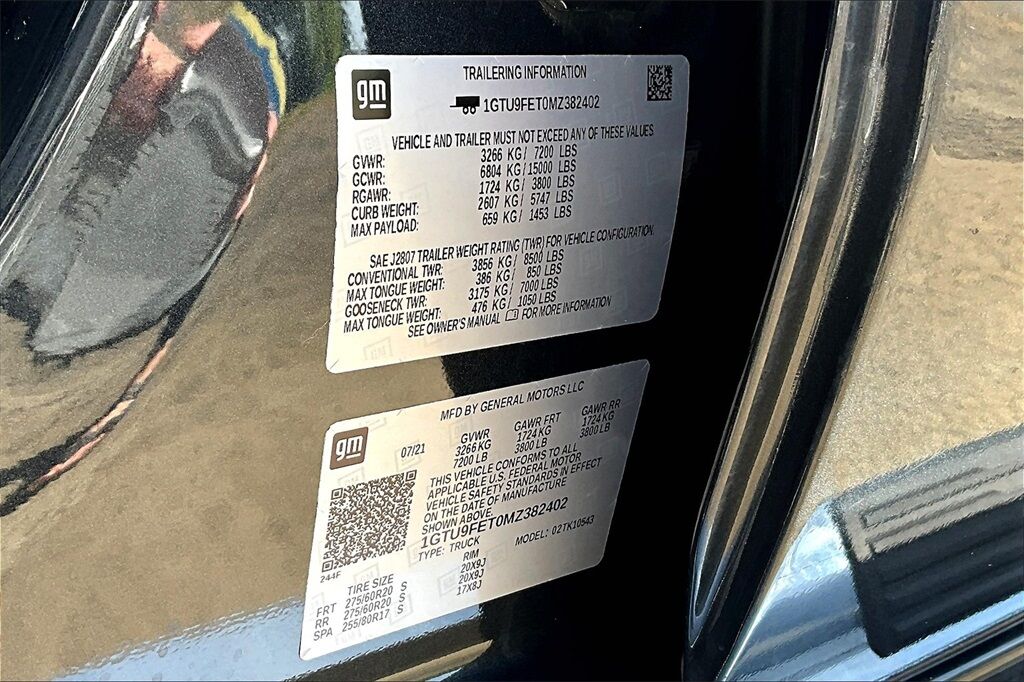 gm
TRAILERING INFORMATION
1GTU9FET0MZ382402
VEHICLE AND TRAILER MUST NOT EXCEED ANY OF THESE VALUES
GVWR: 3266 KG/ 7200 LBS
GCWR: 6804 KG/15000 LBS
RGAWR: 1724 KG/ 3800 LBS
CURB WEIGHT: 2607 KG/ 5747 LBS
MAX PAYLOAD: 659 KG/ 1453 LBS
SAE J2807 TRAILER WEIGHT RATING (TWR) FOR VEHICLE CONFIGURATION.
CONVENTIONAL TWR: 3856 KG/ 8500 LBS
MAX TONGUE WEIGHT: 386 KG/ 850 LBS
GOOSENECK TWR: 3175 KG/ 7000 LBS
MAX TONGUE WEIGHT: 476 KG/ 1050 LBS
SEE OWNER'S MANUAL FOR MORE INFORMATION
gm
MFD BY GENERAL MOTORS LLC
07/21 GVWR GAWR FRT GAWR RR
3266KG 1724KG 1724KG
7200LB 3800LB 3800LB
THIS VEHICLE CONFORMS TO ALL
APPLICABLE U.S. FEDERAL MOTOR
VEHICLE SAFETY STANDARDS IN EFFECT
ON THE DATE OF MANUFACTURE
SHOWN ABOVE.
1GTU9FET0MZ382402
TYPE: TRUCK MODEL: 02TK10543
244F
TIRE SIZE RIM
FRT 275/60R20 S 20X9J
RR 275/60R20 S 20X9J
SPA 255/80R17 S 17X8J